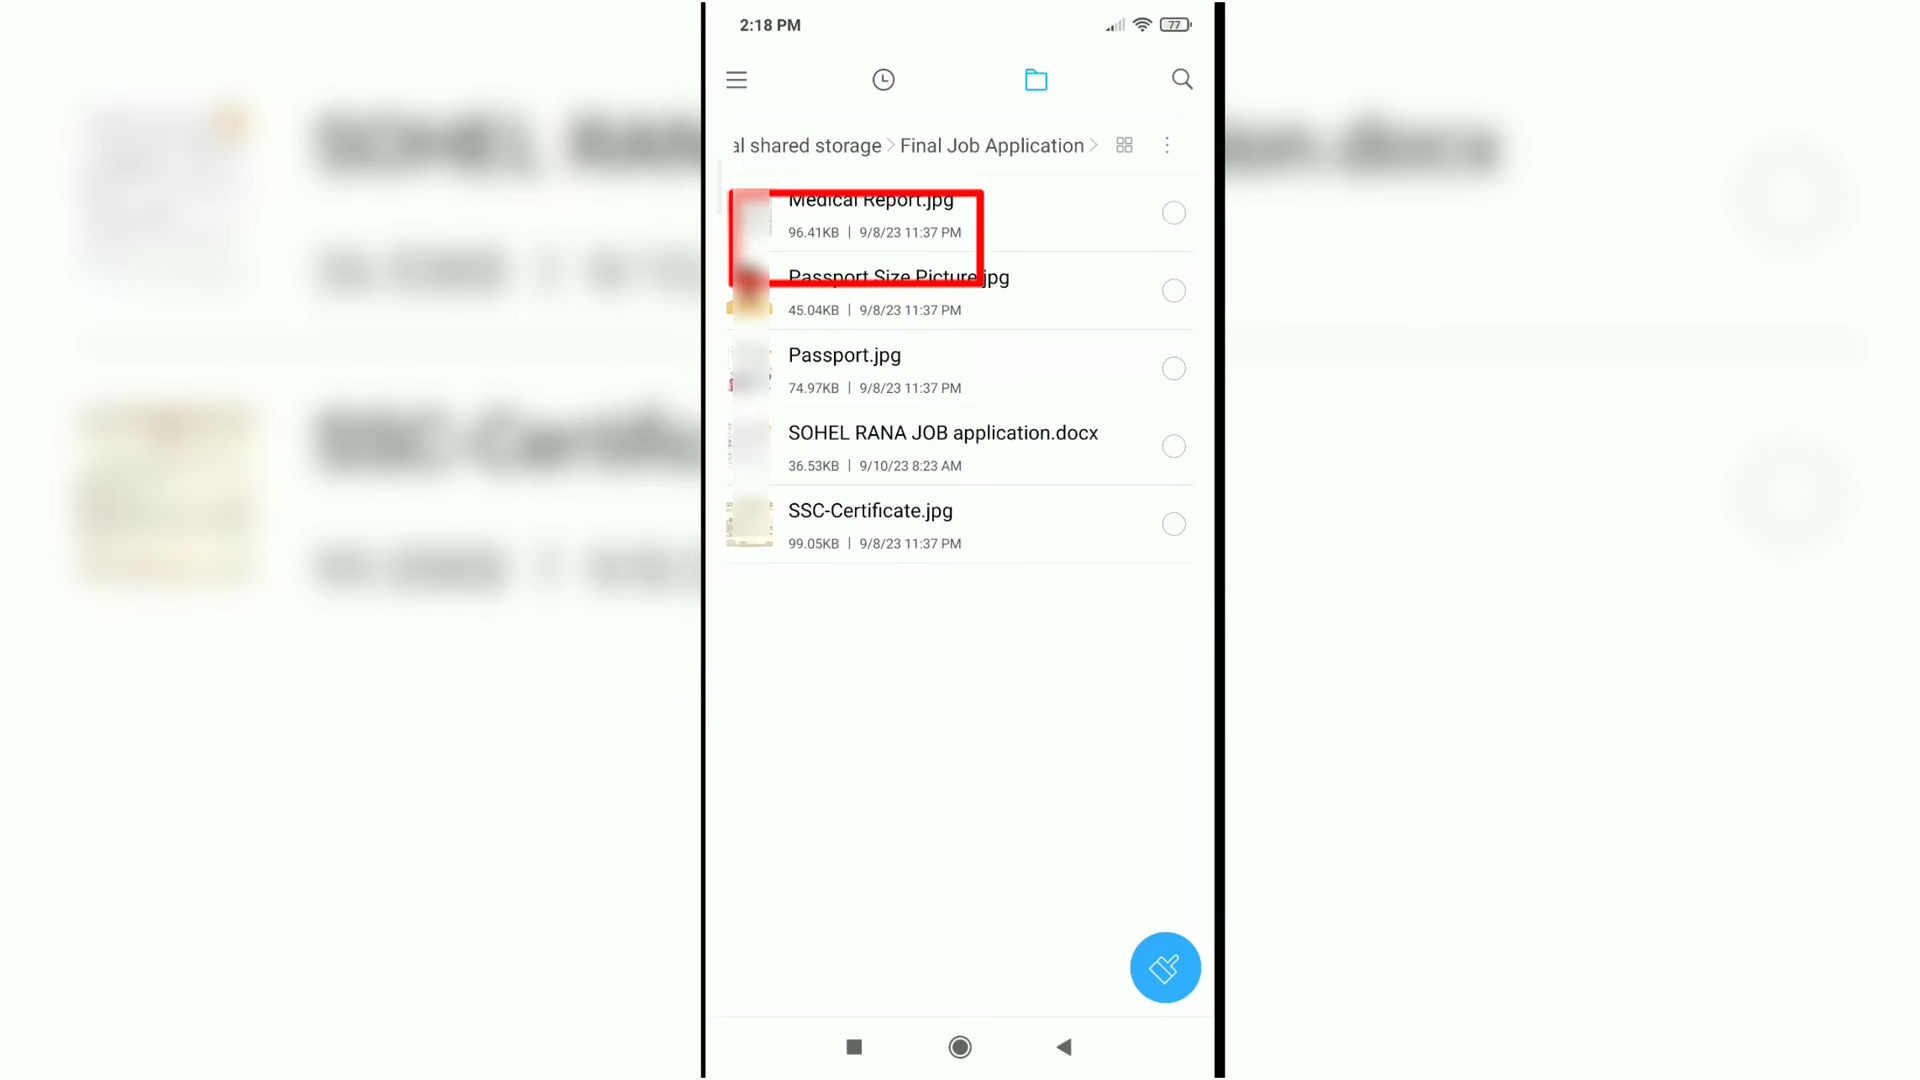 2:18 PM
77
al shared storage > Final Job Application >
Medical Report.jpg
96.41KB | 9/8/23 11:37 PM
Passport Size Picture.jpg
45.04KB | 9/8/23 11:37 PM
Passport.jpg
74.97KB | 9/8/23 11:37 PM
SOHEL RANA JOB application.docx
36.53KB | 9/10/23 8:23 AM
SSC-Certificate.jpg
99.05KB | 9/8/23 11:37 PM